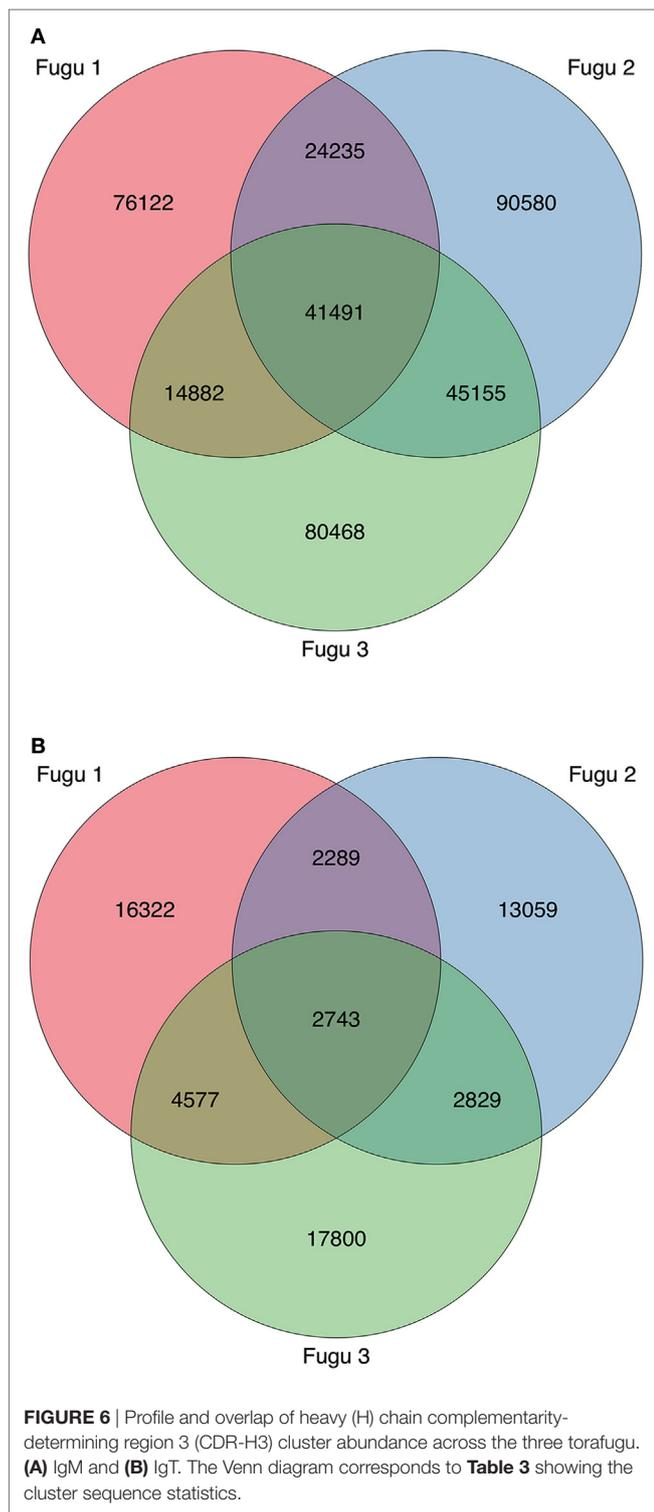 A
Fugu 1
Fugu 2
24235
76122
90580
41491
14882
45155
80468
Fugu 3
B
Fugu 1
Fugu 2
2289
16322
13059
2743
4577
2829
17800
Fugu 3
FIGURE 6 | Profile and overlap of heavy (H) chain complementarity-
determining region 3 (CDR-H3) cluster abundance across the three torafugu.
(A) IgM and (B) IgT. The Venn diagram corresponds to Table 3 showing the
cluster sequence statistics.